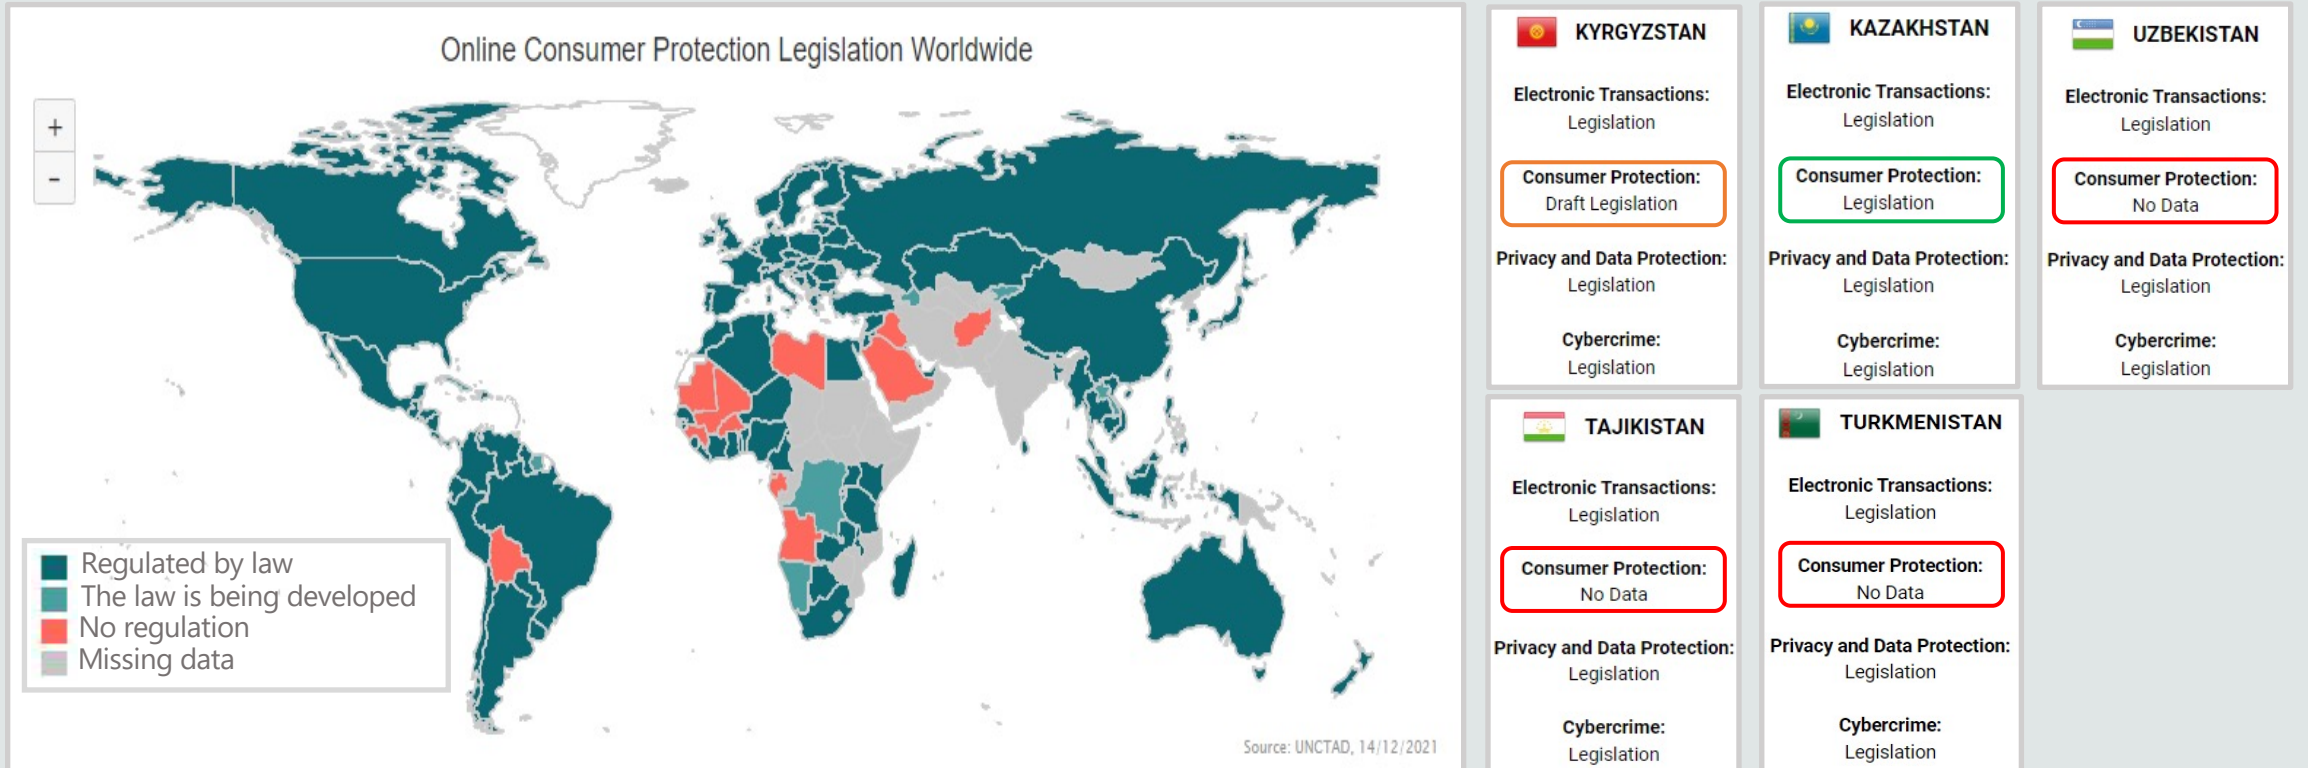 Online Consumer Protection Legislation Worldwide
+
-
Regulated by law
The law is being developed
No regulation
Missing data
Source: UNCTAD, 14/12/2021
KYRGYZSTAN
Electronic Transactions:
Legislation
Consumer Protection:
Draft Legislation
Privacy and Data Protection:
Legislation
Cybercrime:
Legislation
KAZAKHSTAN
Electronic Transactions:
Legislation
Consumer Protection:
Legislation
Privacy and Data Protection:
Legislation
Cybercrime:
Legislation
UZBEKISTAN
Electronic Transactions:
Legislation
Consumer Protection:
No Data
Privacy and Data Protection:
Legislation
Cybercrime:
Legislation
TAJIKISTAN
Electronic Transactions:
Legislation
Consumer Protection:
No Data
Privacy and Data Protection:
Legislation
Cybercrime:
Legislation
TURKMENISTAN
Electronic Transactions:
Legislation
Consumer Protection:
No Data
Privacy and Data Protection:
Legislation
Cybercrime:
Legislation